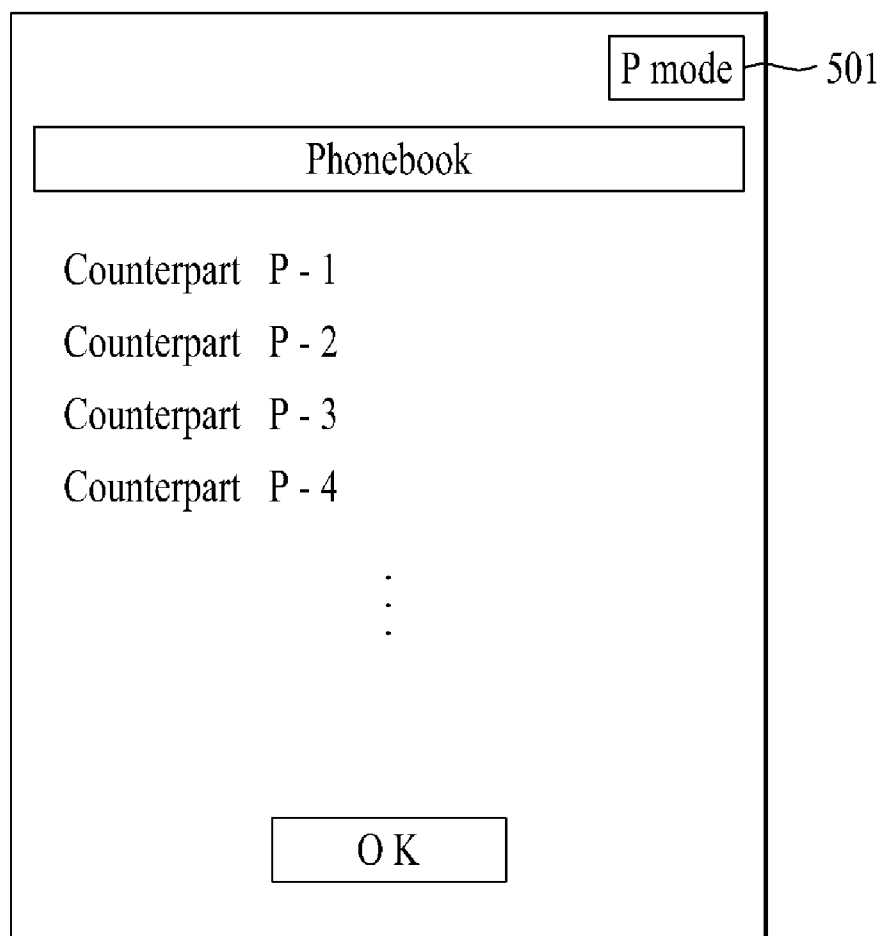 P mode 501
Phonebook
Counterpart P - 1
Counterpart P - 2
Counterpart P - 3
Counterpart P - 4
.
.
.
O K